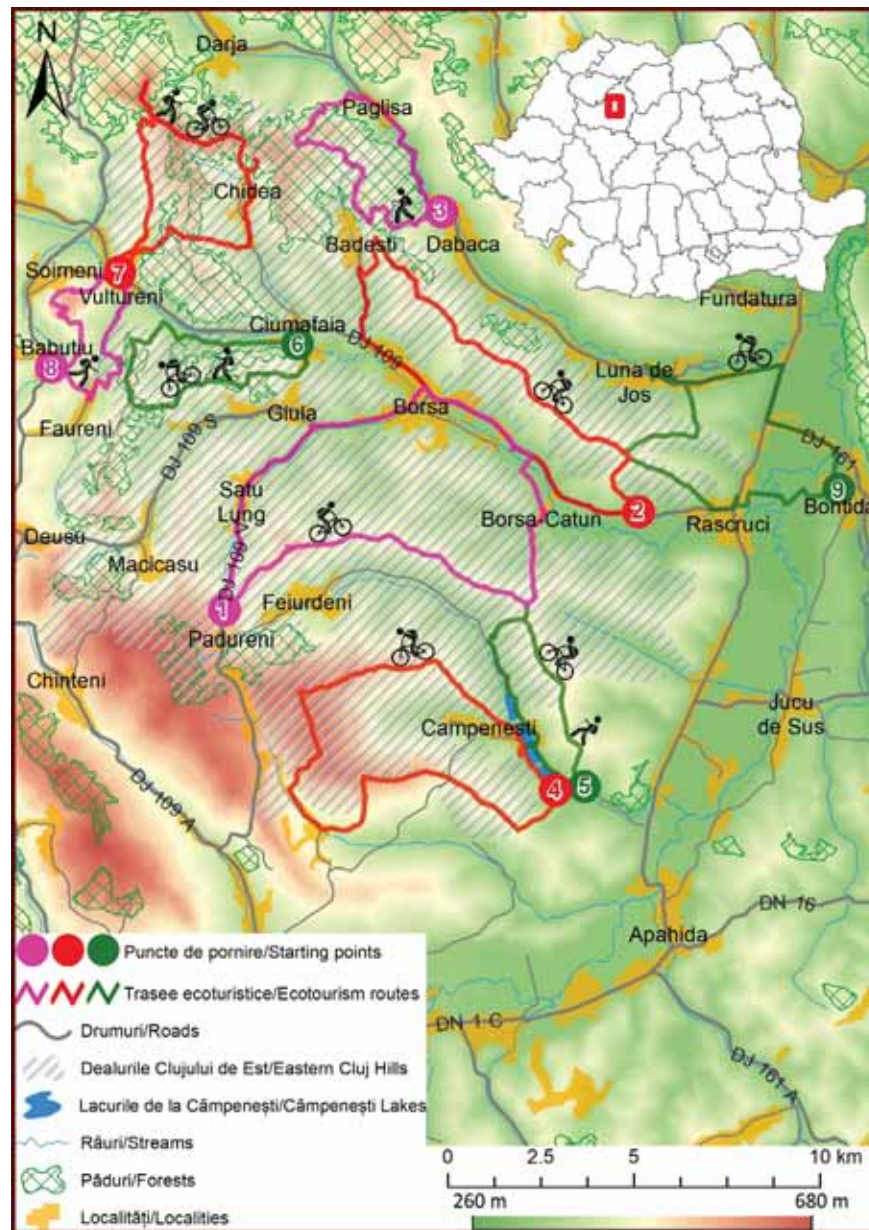 N
Darja
Paglisa
Chidea
3
Badesti
Dabaca
Soimeni
7
Vultureni
Fundatura
Ciumafaia
6
DJ 109
Babutiu
8
Luna de
Jos
Giula
Borsa
Faureni
DJ 109 S
DJ 161
Satu
Lung
9
Bontida
2
Borsa-Catun
Rascruci
Deusu
Macicasu
DJ 109 V
1
Feiurdeni
Padureni
Chinteni
Campenesti
Jucu
de Sus
4
5
DJ 109 A
DN 16
Apahida
DN 1 C
DJ 161 A
Puncte de pornire/Starting points
Trasee ecoturistice/Ecotourism routes
Drumuri/Roads
Dealurile Clujului de Est/Eastern Cluj Hills
Lacurile de la Câmpenești/Câmpenești Lakes
Râuri/Streams
Păduri/Forests
Localități/Localities
0 2.5 5 10 km
260 m 680 m